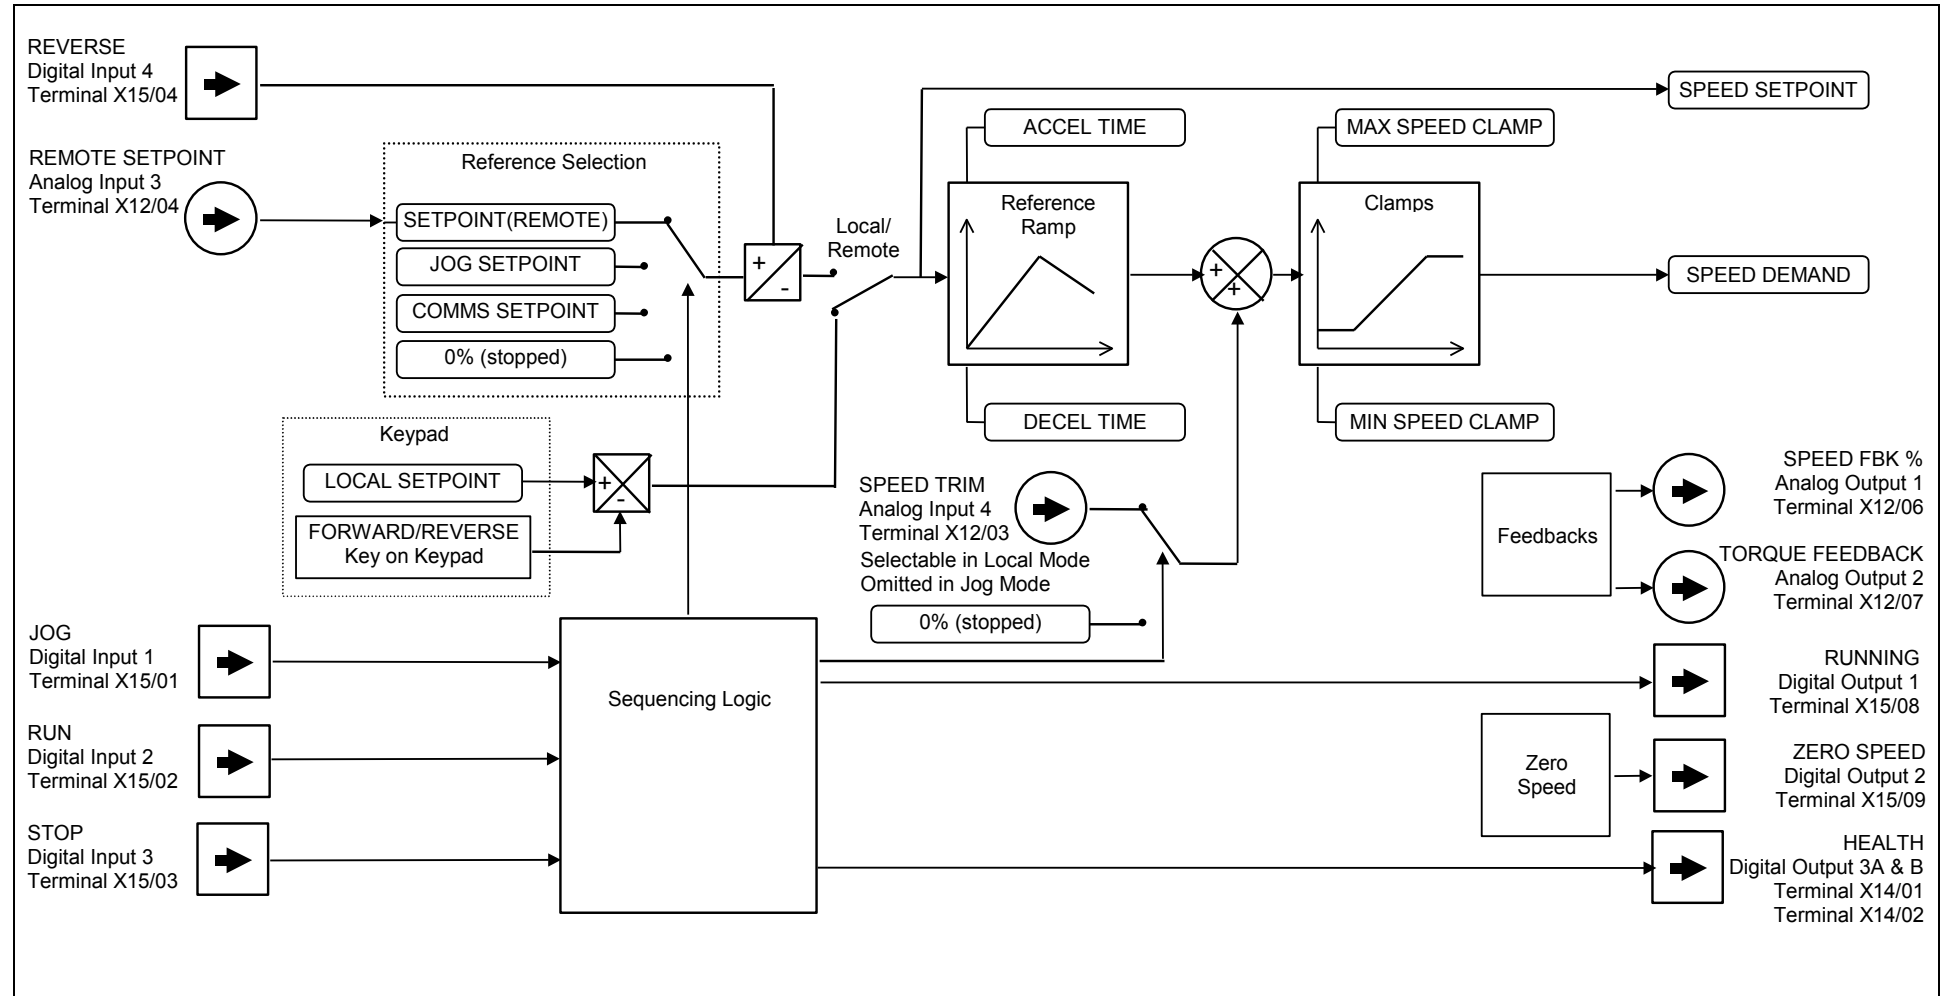 REVERSE
Digital Input 4
Terminal X15/04
REMOTE SETPOINT
Analog Input 3
Terminal X12/04
Reference Selection
SETPOINT(REMOTE)
JOG SETPOINT
COMMS SETPOINT
0% (stopped)
+
-
Local/
Remote
Keypad
LOCAL SETPOINT
FORWARD/REVERSE
Key on Keypad
+
-
ACCEL TIME
Reference
Ramp
DECEL TIME
+
+
MAX SPEED CLAMP
Clamps
MIN SPEED CLAMP
SPEED SETPOINT
SPEED DEMAND
SPEED TRIM
Analog Input 4
Terminal X12/03
Selectable in Local Mode
Omitted in Jog Mode
0% (stopped)
JOG
Digital Input 1
Terminal X15/01
RUN
Digital Input 2
Terminal X15/02
STOP
Digital Input 3
Terminal X15/03
Sequencing Logic
Feedbacks
SPEED FBK %
Analog Output 1
Terminal X12/06
TORQUE FEEDBACK
Analog Output 2
Terminal X12/07
RUNNING
Digital Output 1
Terminal X15/08
Zero
Speed
ZERO SPEED
Digital Output 2
Terminal X15/09
HEALTH
Digital Output 3A & B
Terminal X14/01
Terminal X14/02